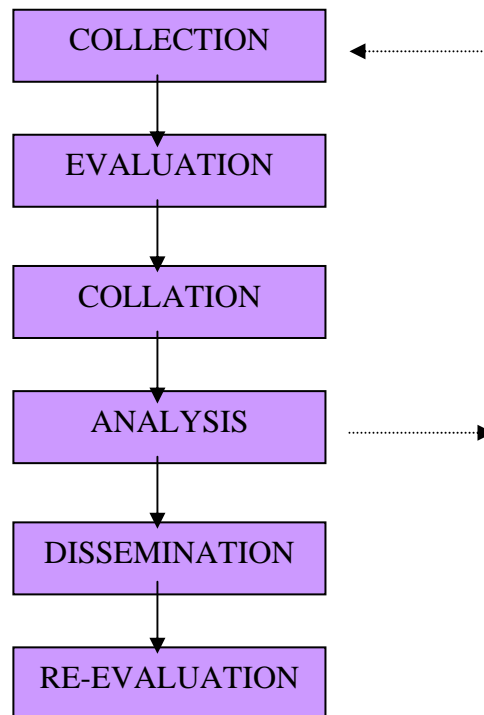 COLLECTION
EVALUATION
COLLATION
ANALYSIS
DISSEMINATION
RE-EVALUATION